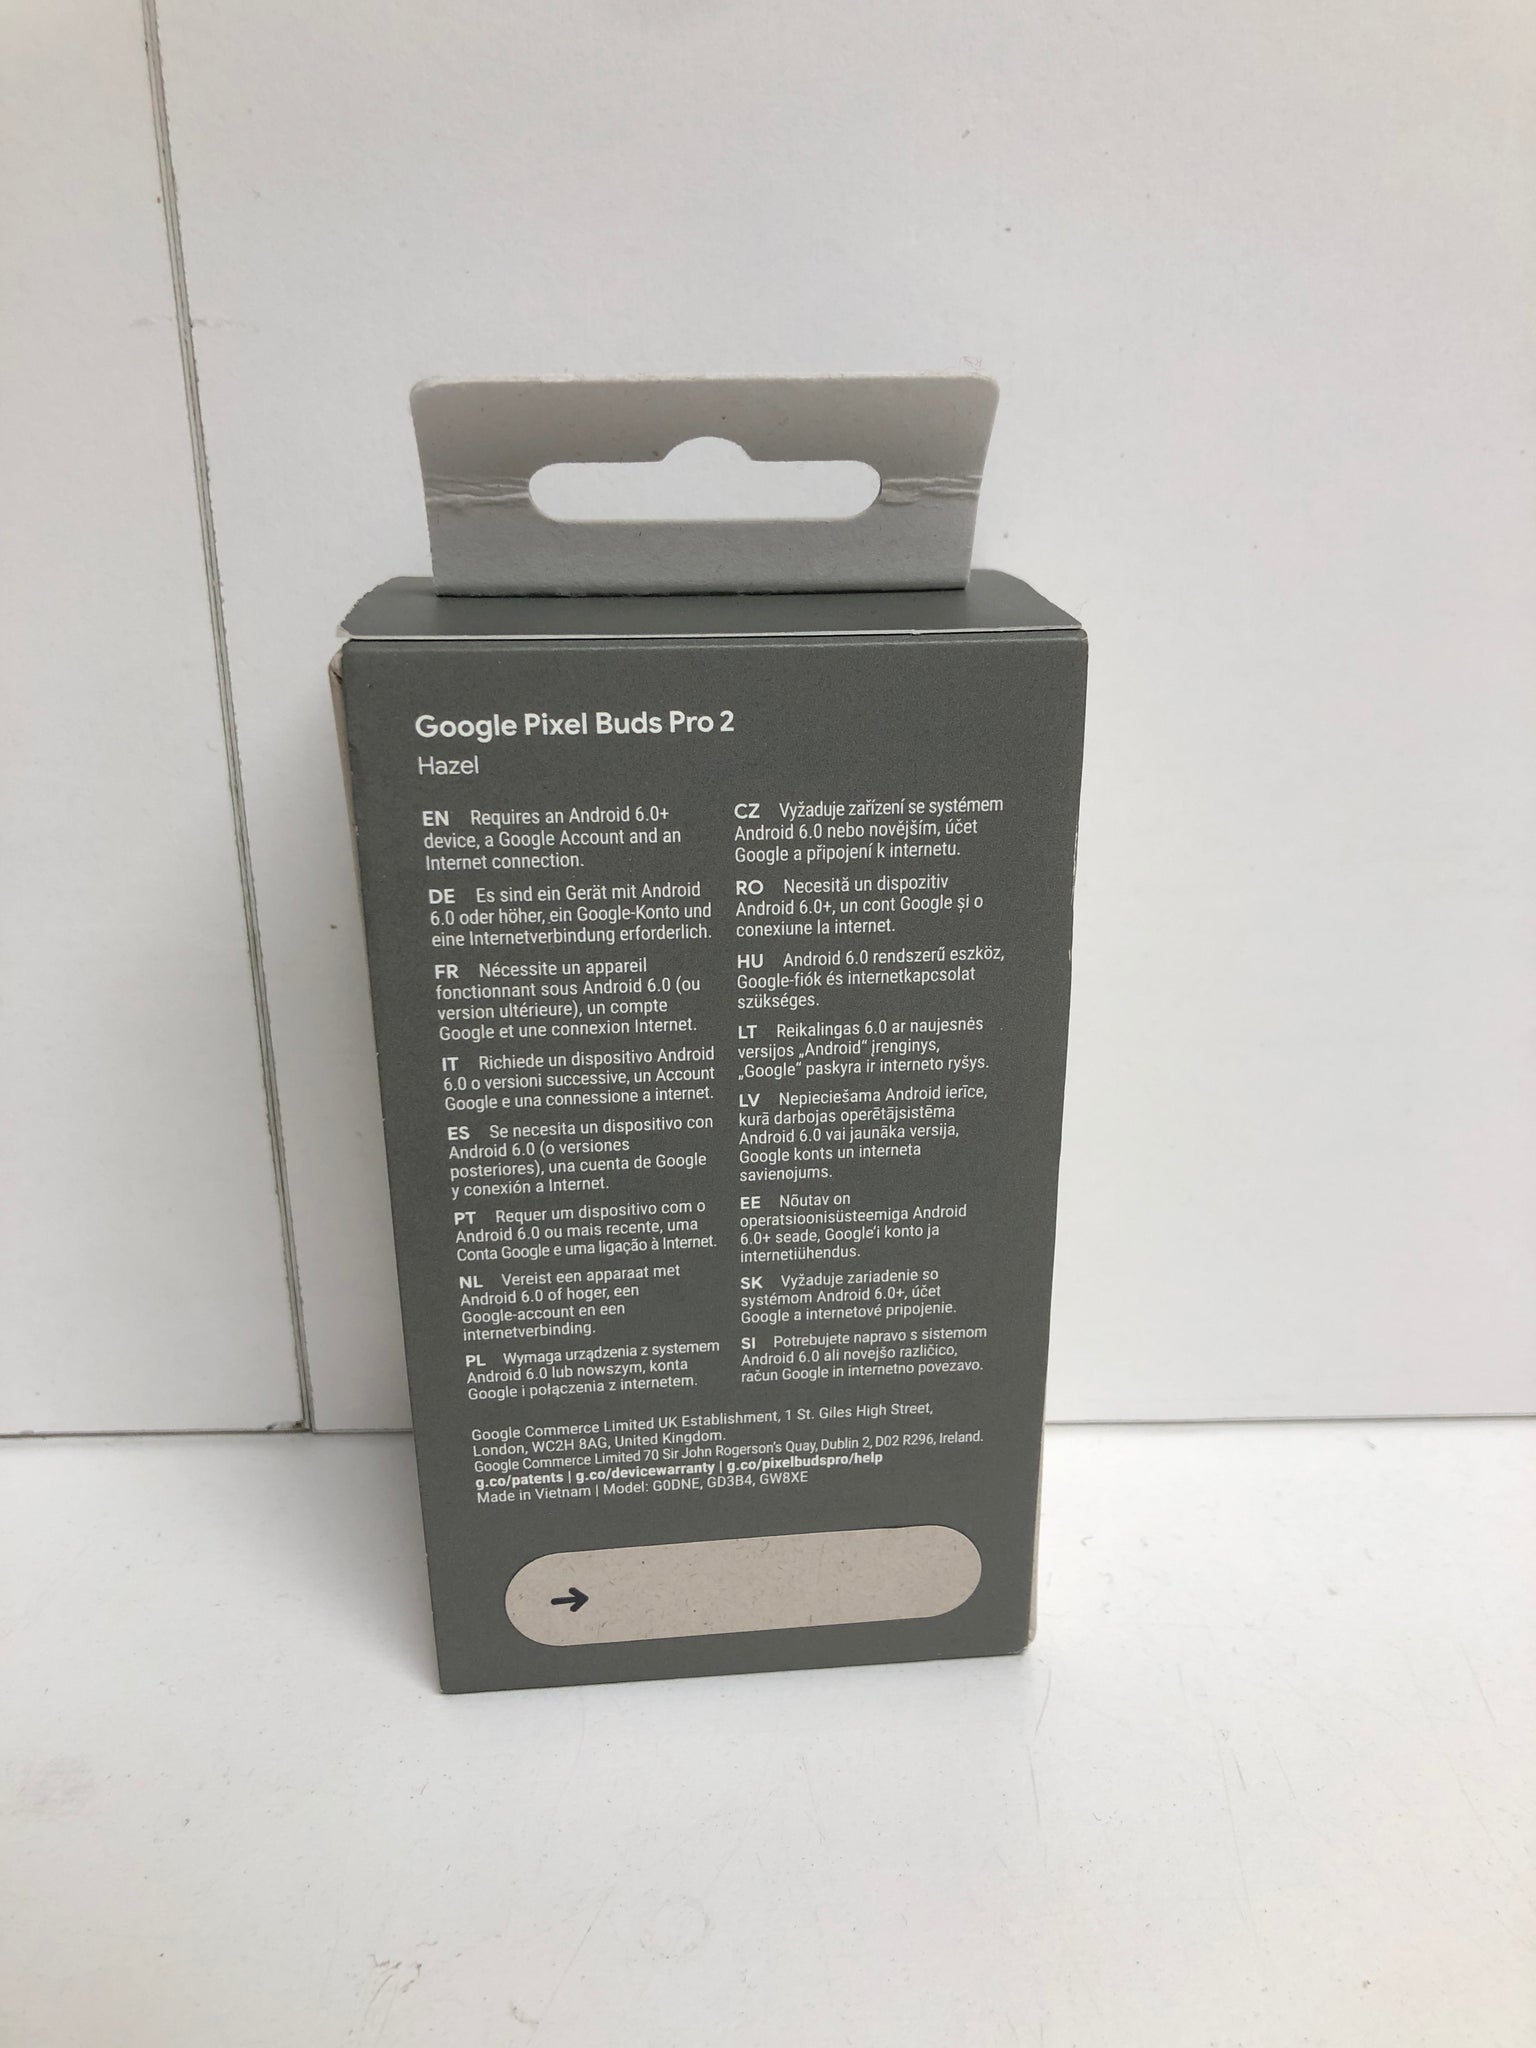 Google Pixel Buds Pro 2
Hazel
EN Requires an Android 6.0+
device, a Google Account and an
Internet connection.
DE Es sind ein Gerät mit Android
6.0 oder höher, ein Google-Konto und
eine Internetverbindung erforderlich.
FR Nécessite un appareil
fonctionnant sous Android 6.0 (ou
version ultérieure), un compte
Google et une connexion Internet.
IT Richiede un dispositivo Android
6.0 o versioni successive, un Account
Google e una connessione a internet.
ES Se necesita un dispositivo con
Android 6.0 (o versiones
posteriores), una cuenta de Google
y conexión a Internet.
PT Requer um dispositivo com o
Android 6.0 ou mais recente, uma
Conta Google e uma ligação à Internet.
NL Vereist een apparaat met
Android 6.0 of hoger, een
Google-account en een
internetverbinding.
PL Wymaga urządzenia z systemem
Android 6.0 lub nowszym, konta
Google i połączenia z internetem.
CZ Vyžaduje zařízení se systémem
Android 6.0 nebo novějším, účet
Google a připojení k internetu.
RO Necesită un dispozitiv
Android 6.0+, un cont Google și o
conexiune la internet.
HU Android 6.0 rendszerű eszköz,
Google-fiók és internetkapcsolat
szükséges.
LT Reikalingas 6.0 ar naujesnės
versijos „Android“ įrenginys,
„Google“ paskyra ir interneto ryšys.
LV Nepieciešama Android ierīce,
kurā darbojas operētājsistēma
Android 6.0 vai jaunāka versija,
Google konts un interneta
savienojums.
EE Nõutav on
operatsioonisüsteemiga Android
6.0+ seade, Google'i konto ja
internetiühendus.
SK Vyžaduje zariadenie so
systémom Android 6.0+, účet
Google a internetové pripojenie.
SI Potrebujete napravo s sistemom
Android 6.0 ali novejšo različico,
račun Google in internetno povezavo.
Google Commerce Limited UK Establishment, 1 St. Giles High Street,
London, WC2H 8AG, United Kingdom.
Google Commerce Limited 70 Sir John Rogerson's Quay, Dublin 2, D02 R296, Ireland.
g.co/patents | g.co/devicewarranty | g.co/pixelbudspro/help
Made in Vietnam | Model: G0DNE, GD3B4, GW8XE